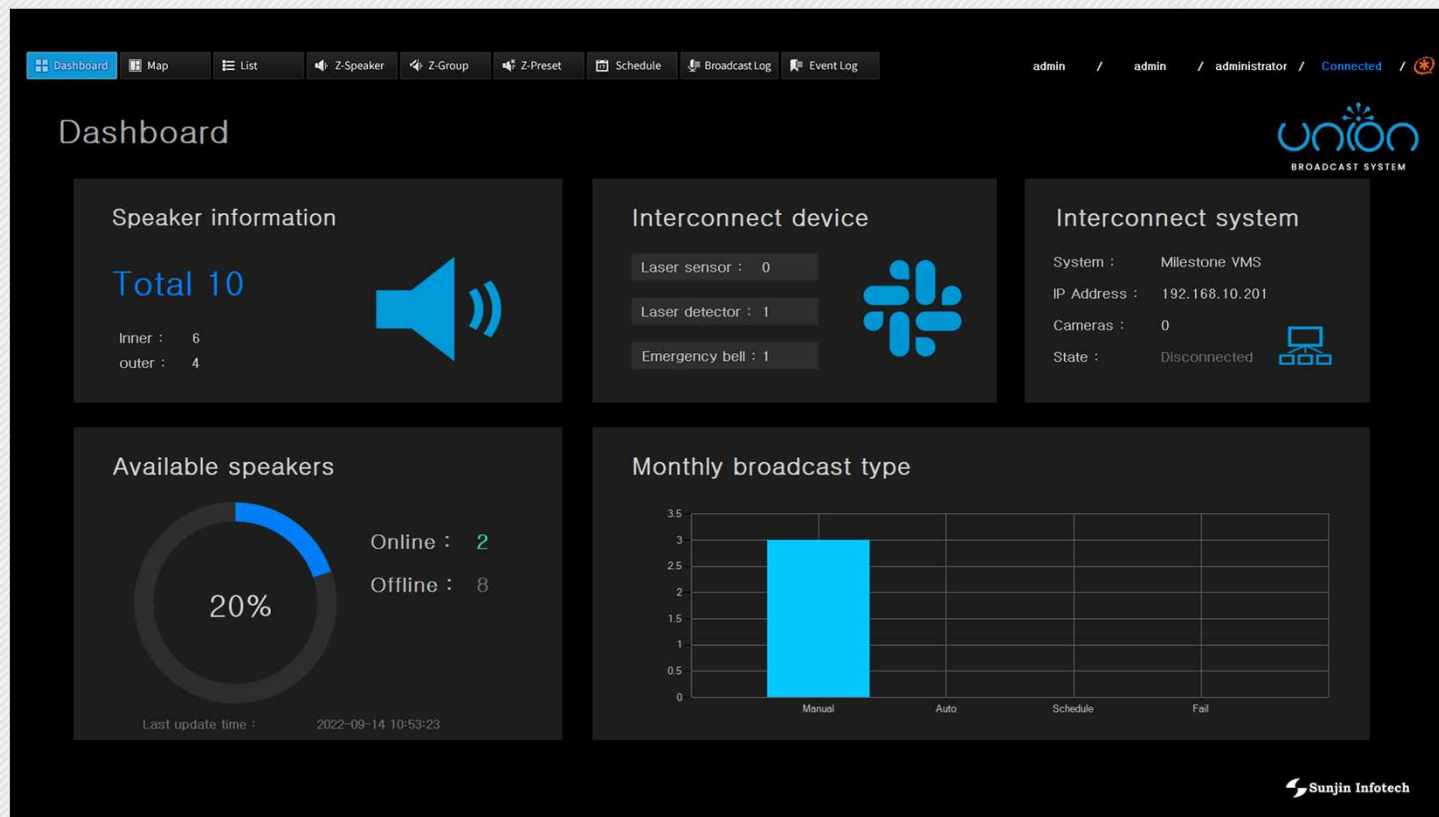 Dashboard Map List Z-Speaker Z-Group Z-Preset Schedule Broadcast Log Event Log admin / admin / administrator / Connected /
Dashboard
union
BROADCAST SYSTEM
Speaker information
Total 10
Inner : 6
outer : 4
Interconnect device
Laser sensor : 0
Laser detector : 1
Emergency bell : 1
Interconnect system
System : Milestone VMS
IP Address : 192.168.10.201
Cameras : 0
State : Disconnected
Available speakers
20%
Online : 2
Offline : 8
Last update time : 2022-09-14 10:53:23
Monthly broadcast type
3.5
3
2.5
2
1.5
1
0.5
0
Manual Auto Schedule Fail
Sunjin Infotech